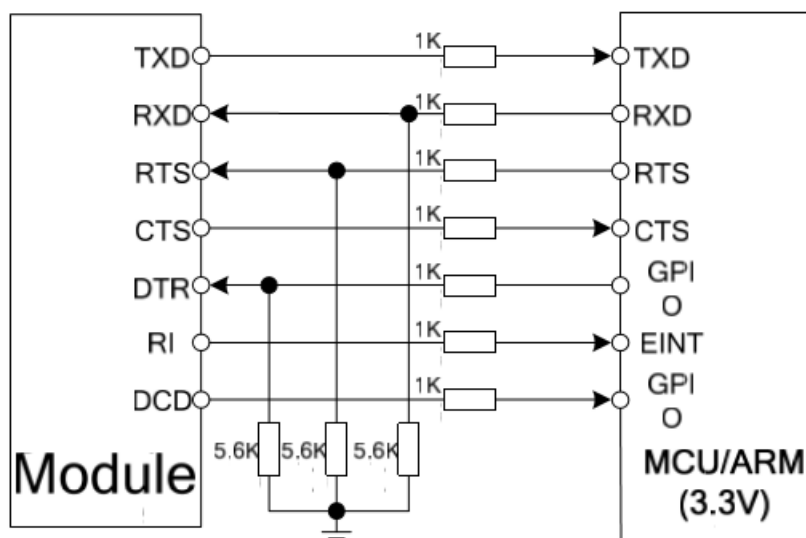 TXD 1K TXD
RXD 1K RXD
RTS 1K RTS
CTS 1K CTS
DTR 1K GPI
O
RI 1K EINT
DCD 1K GPI
O
5.6K 5.6K 5.6K
Module
MCU/ARM
(3.3V)